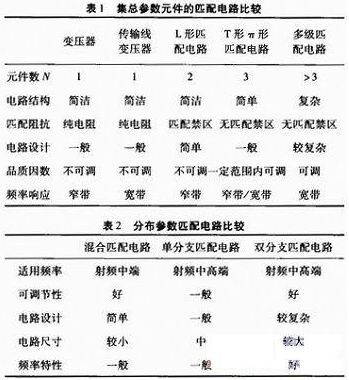 表 1 集总参数元件的匹配电路比较
变压器 传输线变压器 L 形匹配电路 T 形 π 形匹配电路 多级匹配电路
元件数 N 1 1 2 3 >3
电路结构 简洁 简洁 简洁 简单 复杂
匹配阻抗 纯电阻 纯电阻 匹配禁区 无匹配禁区 无匹配禁区
电路设计 一般 一般 简单 一般 较复杂
品质因数 不可调 不可调 不可调 一定范围内可调 可调
频率响应 窄带 宽带 窄带 窄带/宽带 宽带
表 2 分布参数匹配电路比较
混合匹配电路 单分支匹配电路 双分支匹配电路
适用频率 射频中端 射频中高端 射频中高端
可调节性 好 一般 好
电路设计 简单 一般 较复杂
电路尺寸 较小 中 较大
频率特性 一般 一般 好